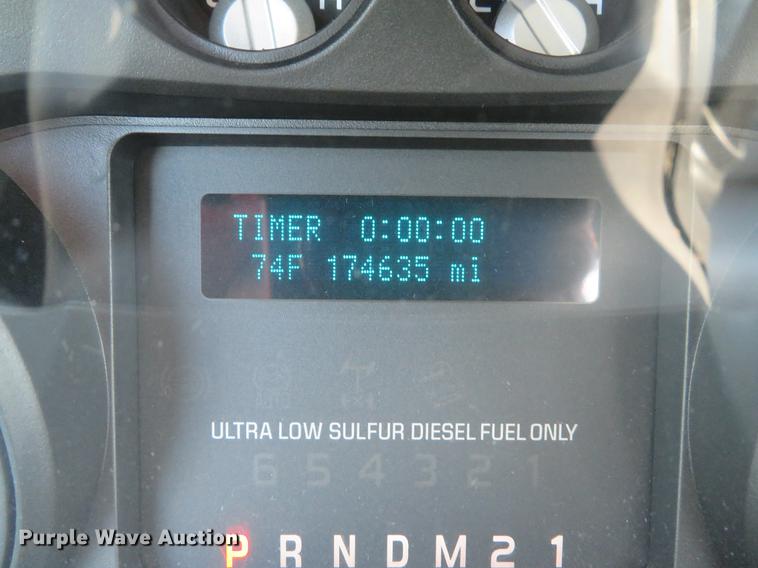 TIMER 0:00:00
74F 174635 mi
ULTRA LOW SULFUR DIESEL FUEL ONLY
6 5 4 3 2 1
P R N D M 2 1
Purple Wave Auction